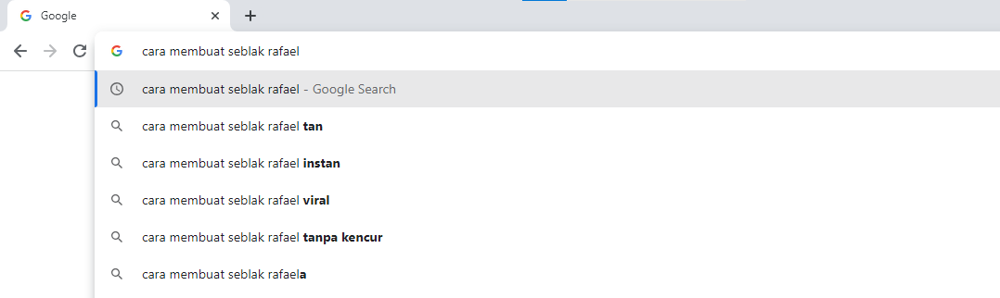 Google
cara membuat seblak rafael
cara membuat seblak rafael - Google Search
cara membuat seblak rafael tan
cara membuat seblak rafael instan
cara membuat seblak rafael viral
cara membuat seblak rafael tanpa kencur
cara membuat seblak rafaela